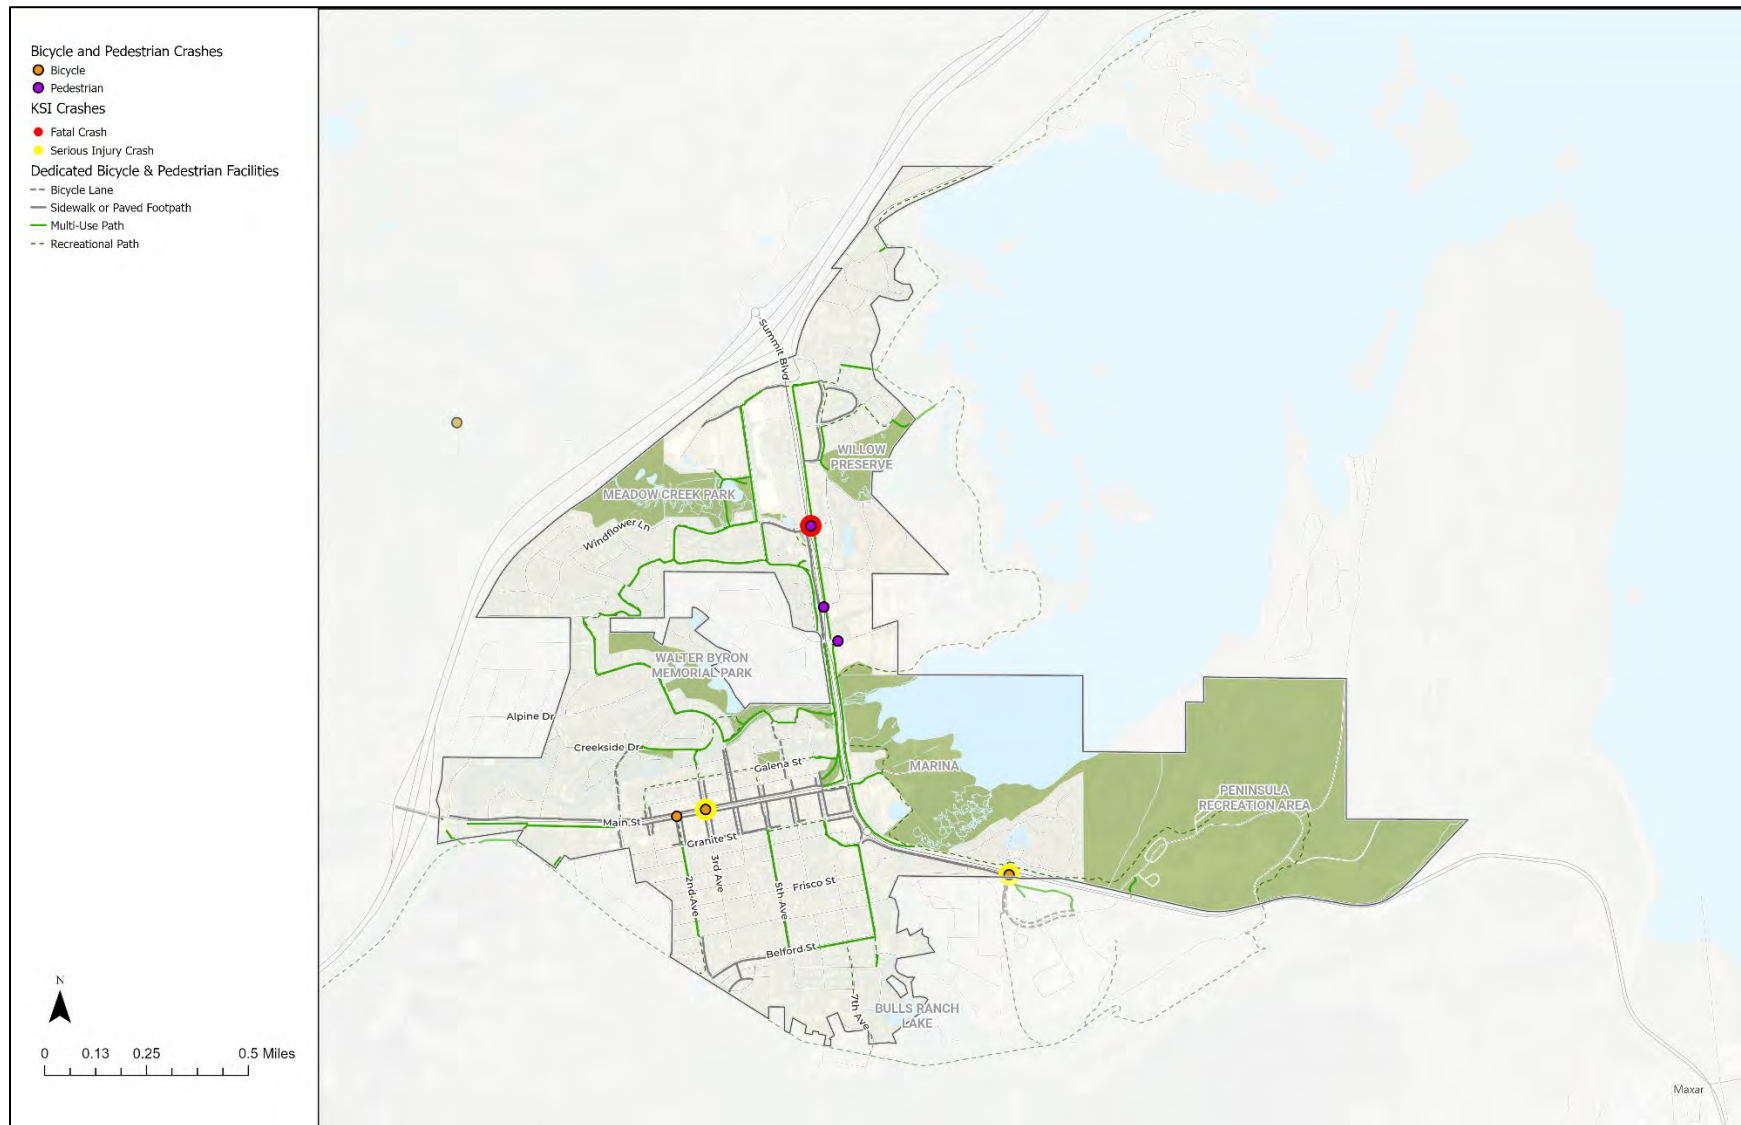 Bicycle and Pedestrian Crashes
Bicycle
Pedestrian
KSI Crashes
Fatal Crash
Serious Injury Crash
Dedicated Bicycle & Pedestrian Facilities
Bicycle Lane
Sidewalk or Paved Footpath
Multi-Use Path
Recreational Path
Summit Blvd
WILLOW
PRESERVE
MEADOW CREEK PARK
Windflower Ln
WALTER BYRON
MEMORIAL PARK
Alpine Dr
Creekside Dr
Galena St
MARINA
PENINSULA
RECREATION AREA
Main St
Granite St
3rd Ave
2nd Ave
5th Ave
Frisco St
Belford St
7th Ave
BULLS RANCH
LAKE
N
0 0.13 0.25 0.5 Miles
Maxar